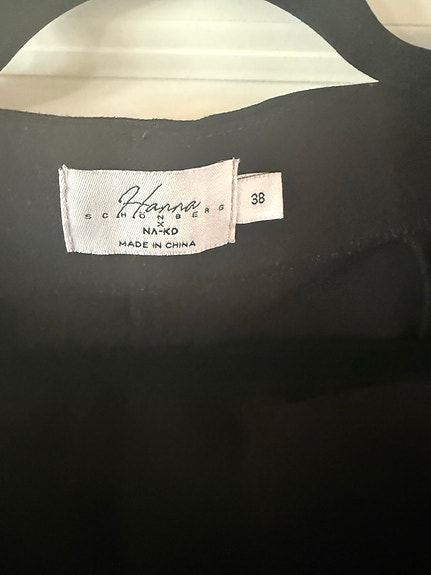 Hanna
SCHÖNBERG
X
NA-KD
MADE IN CHINA
38